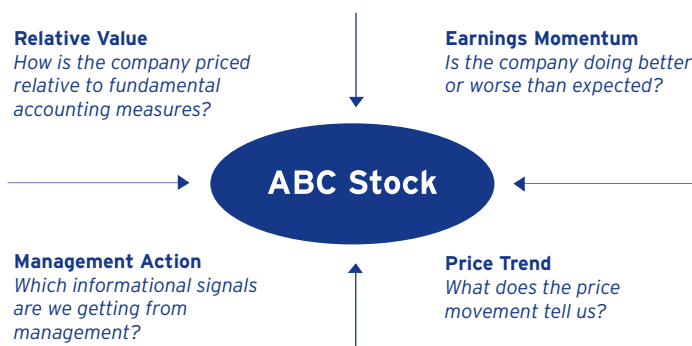 Relative Value
How is the company priced
relative to fundamental
accounting measures?
Earnings Momentum
Is the company doing better
or worse than expected?
ABC Stock
Management Action
Which informational signals
are we getting from
management?
Price Trend
What does the price
movement tell us?